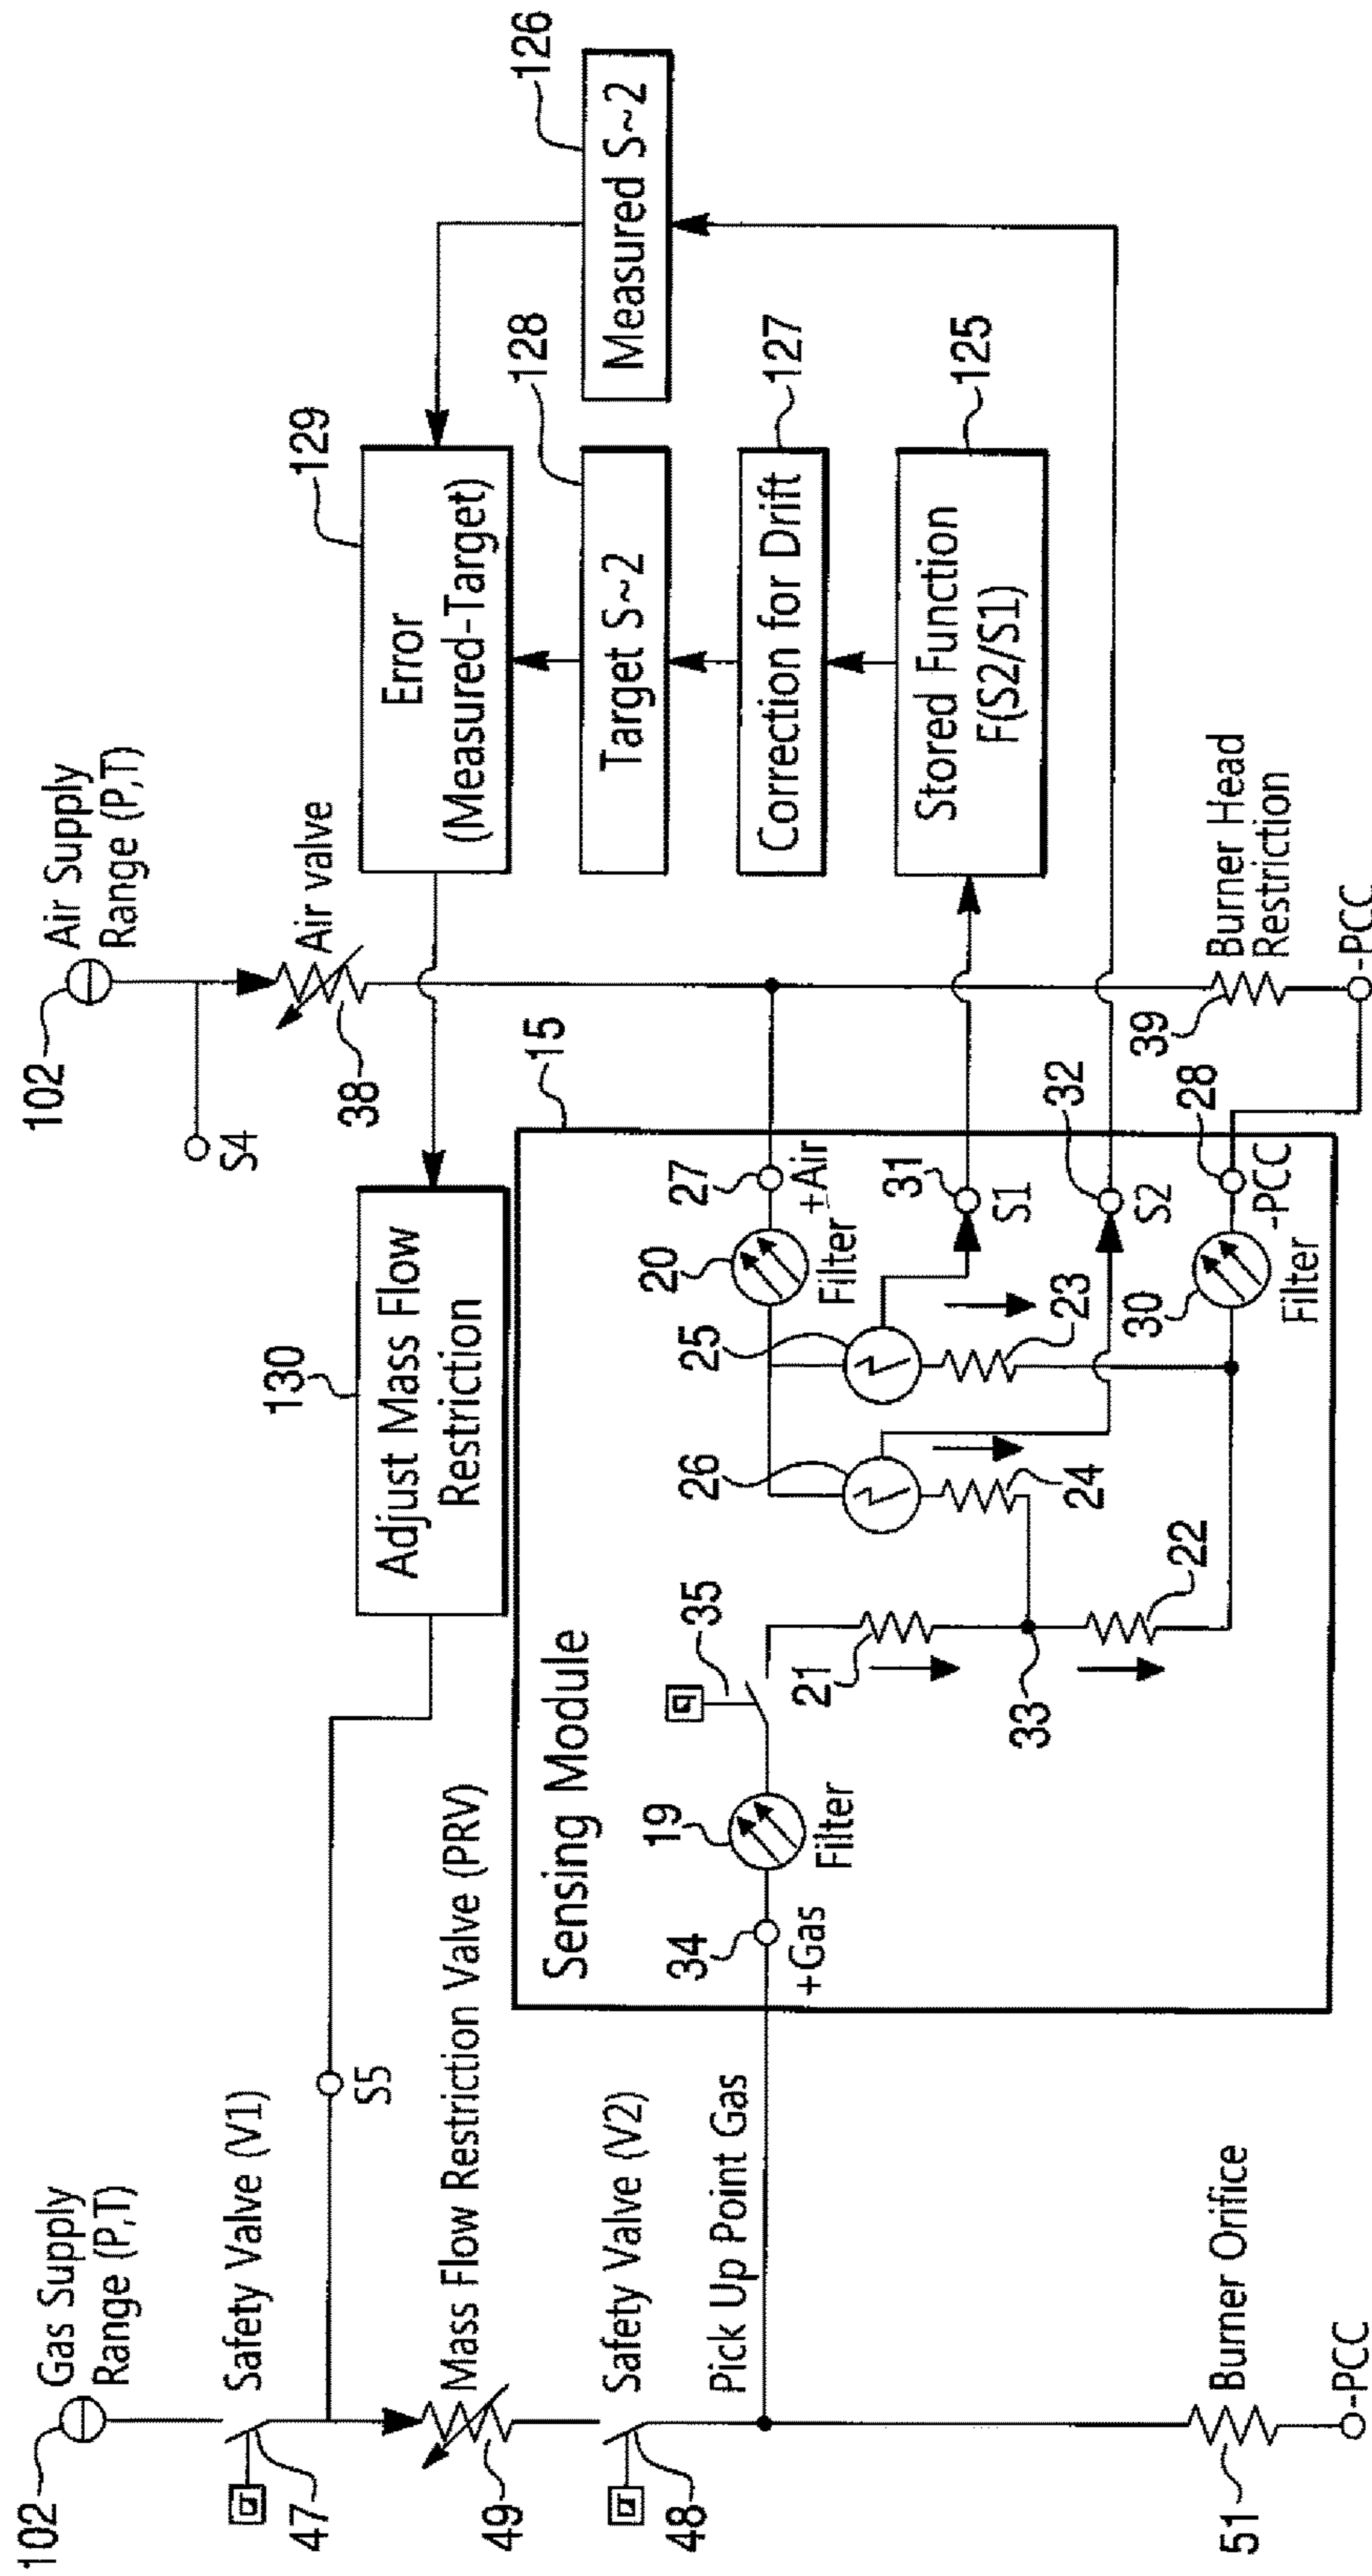 102
Gas Supply
Range (P,T)
Safety Valve (V1)
47
S5
Mass Flow Restriction Valve (PRV)
49
Safety Valve (V2)
48
Pick Up Point Gas
Burner Orifice
51
-PCC
130
Adjust Mass Flow
Restriction
Sensing Module
15
34
+Gas
19
Filter
35
21
33
22
26
24
25
23
20
Filter
27
+Air
31
S1
32
S2
30
Filter
28
-PCC
102
Air Supply
Range (P,T)
S4
Air valve
38
39
Burner Head
Restriction
-PCC
129
Error
(Measured-Target)
128
Target S~2
127
Correction for Drift
125
Stored Function
F(S2/S1)
126
Measured S~2